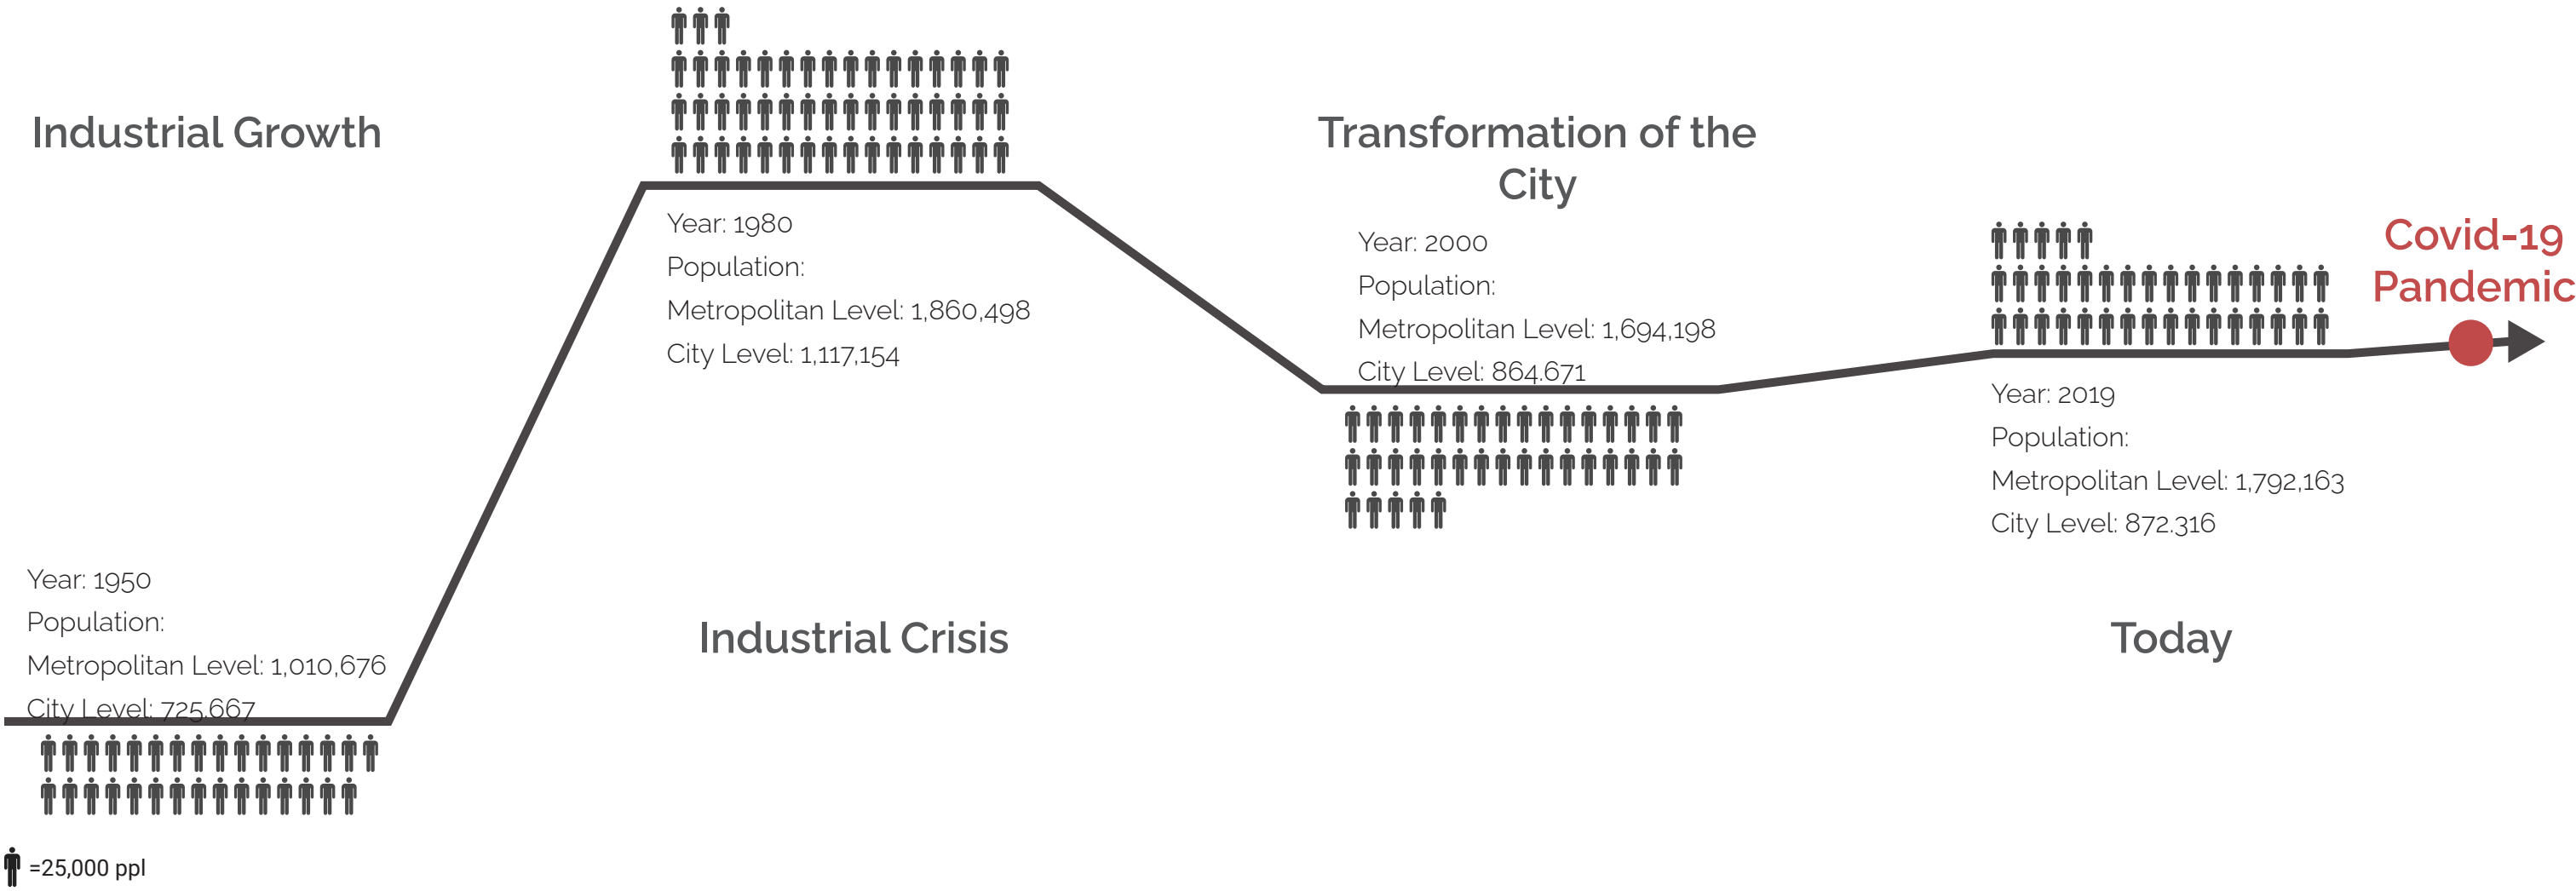 Industrial Growth
Year: 1950
Population:
Metropolitan Level: 1,010,676
City Level: 725.667
=25,000 ppl
Year: 1980
Population:
Metropolitan Level: 1,860,498
City Level: 1,117,154
Industrial Crisis
Transformation of the
City
Year: 2000
Population:
Metropolitan Level: 1,694,198
City Level: 864.671
Year: 2019
Population:
Metropolitan Level: 1,792,163
City Level: 872.316
Today
Covid-19
Pandemic